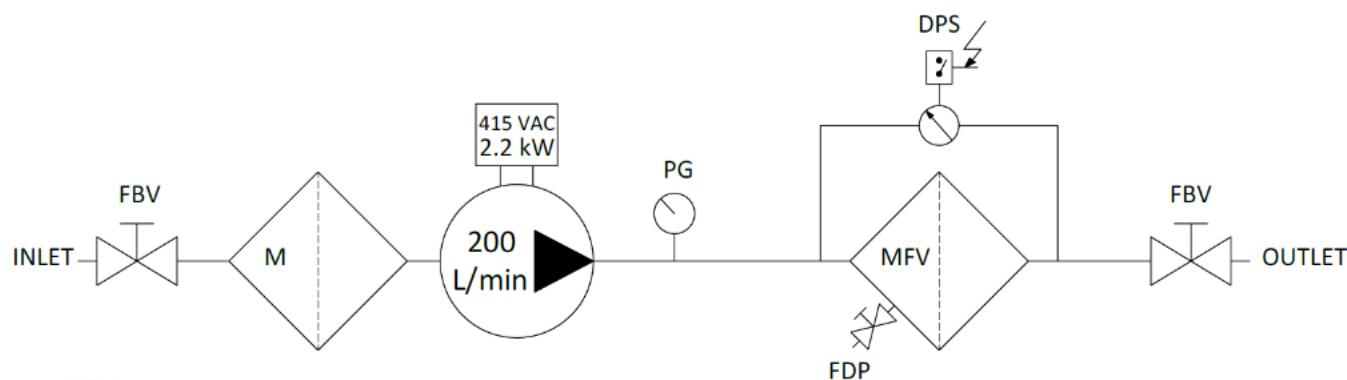 DPS
415 VAC
2.2 kW
PG
FBV
FBV
INLET
M
200
L/min
MFV
OUTLET
FDP